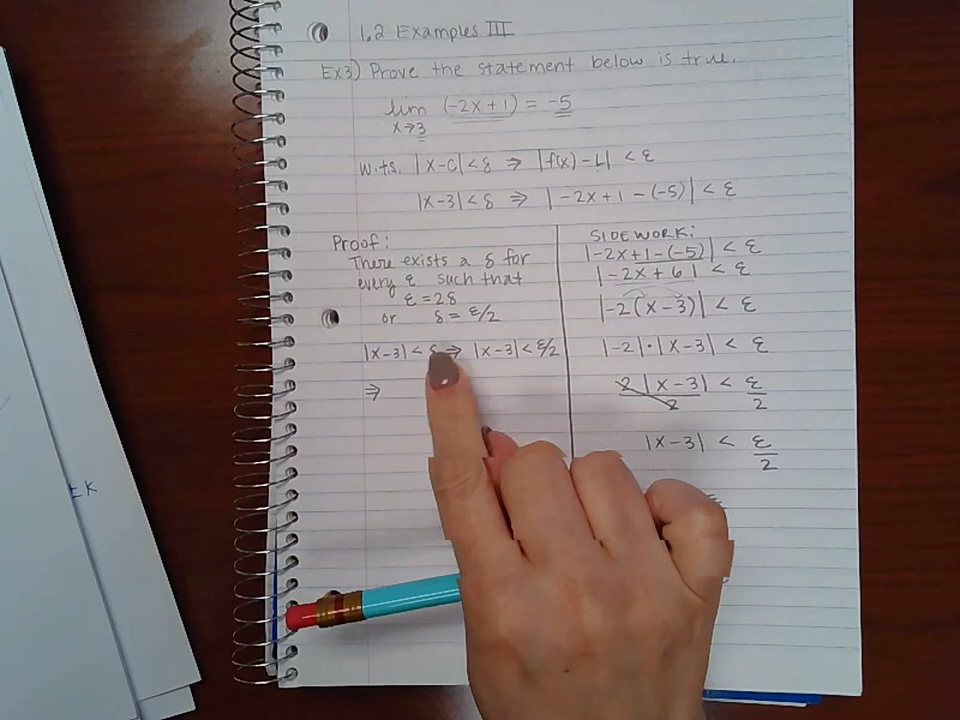 1.2 Examples III
Ex3) Prove the statement below is true.
lim (-2x+1) = -5
x→3
w.t.s. |x-c|<δ ⇒ |f(x)-L| < ε
|x-3|<δ ⇒ |-2x+1-(-5)| < ε
Proof:
There exists a δ for
every ε such that
ε = 2δ
or δ = ε/2
|x-3| < δ ⇒ |x-3| < ε/2
⇒
SIDEWORK:
|-2x+1-(-5)| < ε
|-2x+6| < ε
|-2(x-3)| < ε
|-2|·|x-3| < ε
2|x-3| < ε
2 2
|x-3| < ε
2
EK